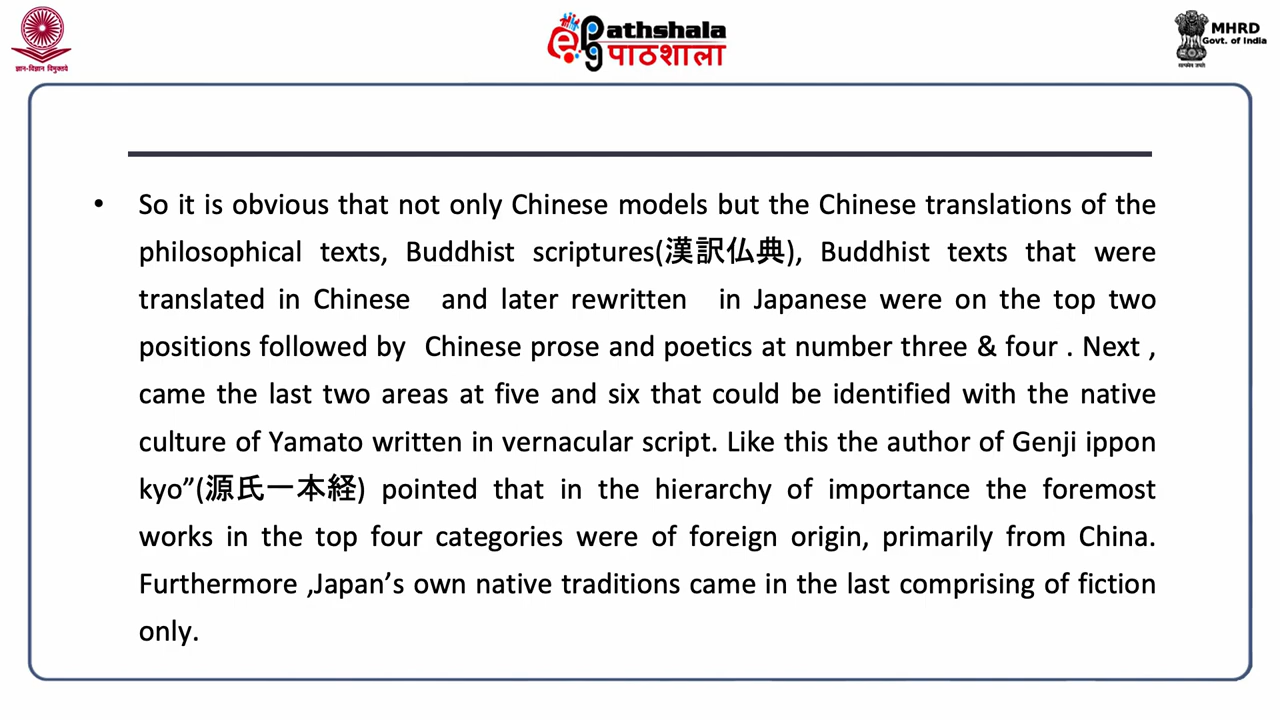 ज्ञान-विज्ञान विमुक्तये
epg Pathshala
पाठशाला
MHRD
Govt. of India
सत्यमेव जयते
• So it is obvious that not only Chinese models but the Chinese translations of the
philosophical texts, Buddhist scriptures(漢訳仏典), Buddhist texts that were
translated in Chinese and later rewritten in Japanese were on the top two
positions followed by Chinese prose and poetics at number three & four . Next ,
came the last two areas at five and six that could be identified with the native
culture of Yamato written in vernacular script. Like this the author of Genji ippon
kyo”(源氏一本経) pointed that in the hierarchy of importance the foremost
works in the top four categories were of foreign origin, primarily from China.
Furthermore ,Japan’s own native traditions came in the last comprising of fiction
only.